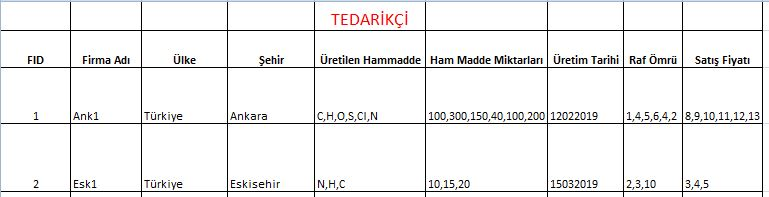 TEDARİKÇİ
FID Firma Adı Ülke Şehir Üretilen Hammadde Ham Madde Miktarları Üretim Tarihi Raf Ömrü Satış Fiyatı
1 Ank1 Türkiye Ankara C,H,O,S,Cl,N 100,300,150,40,100,200 12022019 1,4,5,6,4,2 8,9,10,11,12,13
2 Esk1 Türkiye Eskisehir N,H,C 10,15,20 15032019 2,3,10 3,4,5